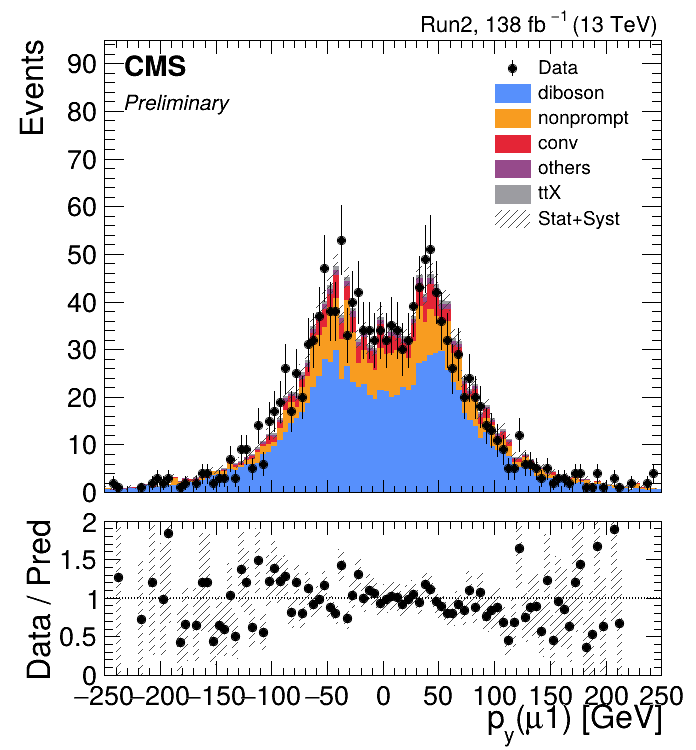 Run2, 138 fb⁻¹ (13 TeV)
CMS
Preliminary
Events
90
80
70
60
50
40
30
20
10
0
Data
diboson
nonprompt
conv
others
ttX
Stat+Syst
Data / Pred
2
1.5
1
0.5
0
−250 −200 −150 −100 −50 0 50 100 150 200 250
p_y(μ1) [GeV]